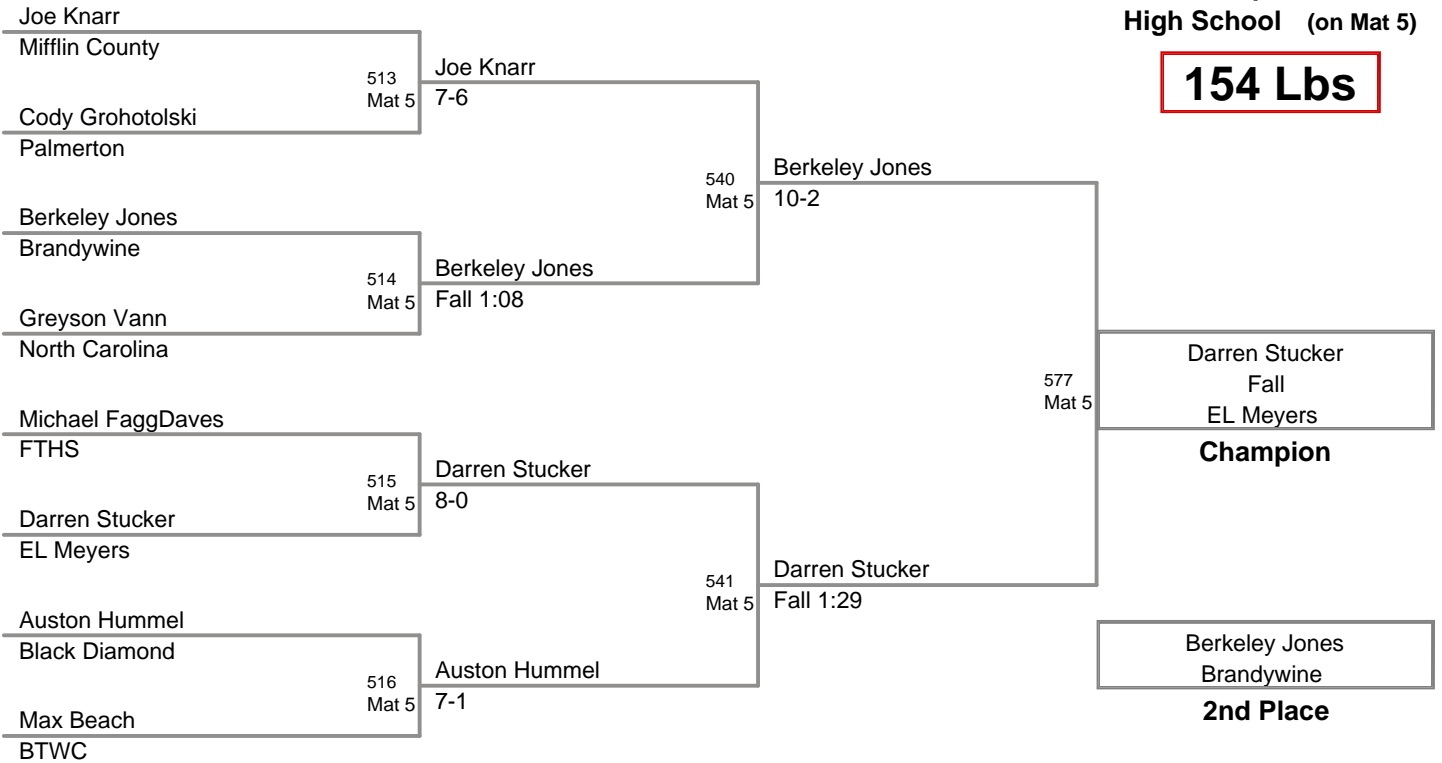 High School (on Mat 5)
154 Lbs
Joe Knarr
Mifflin County
513
Mat 5
Cody Grohotolski
Palmerton
Joe Knarr
7-6
Berkeley Jones
Brandywine
514
Mat 5
Greyson Vann
North Carolina
Berkeley Jones
Fall 1:08
540
Mat 5
Berkeley Jones
10-2
Michael FaggDaves
FTHS
515
Mat 5
Darren Stucker
EL Meyers
Darren Stucker
8-0
Auston Hummel
Black Diamond
516
Mat 5
Max Beach
BTWC
Auston Hummel
7-1
541
Mat 5
Darren Stucker
Fall 1:29
577
Mat 5
Darren Stucker
Fall
EL Meyers
Champion
Berkeley Jones
Brandywine
2nd Place